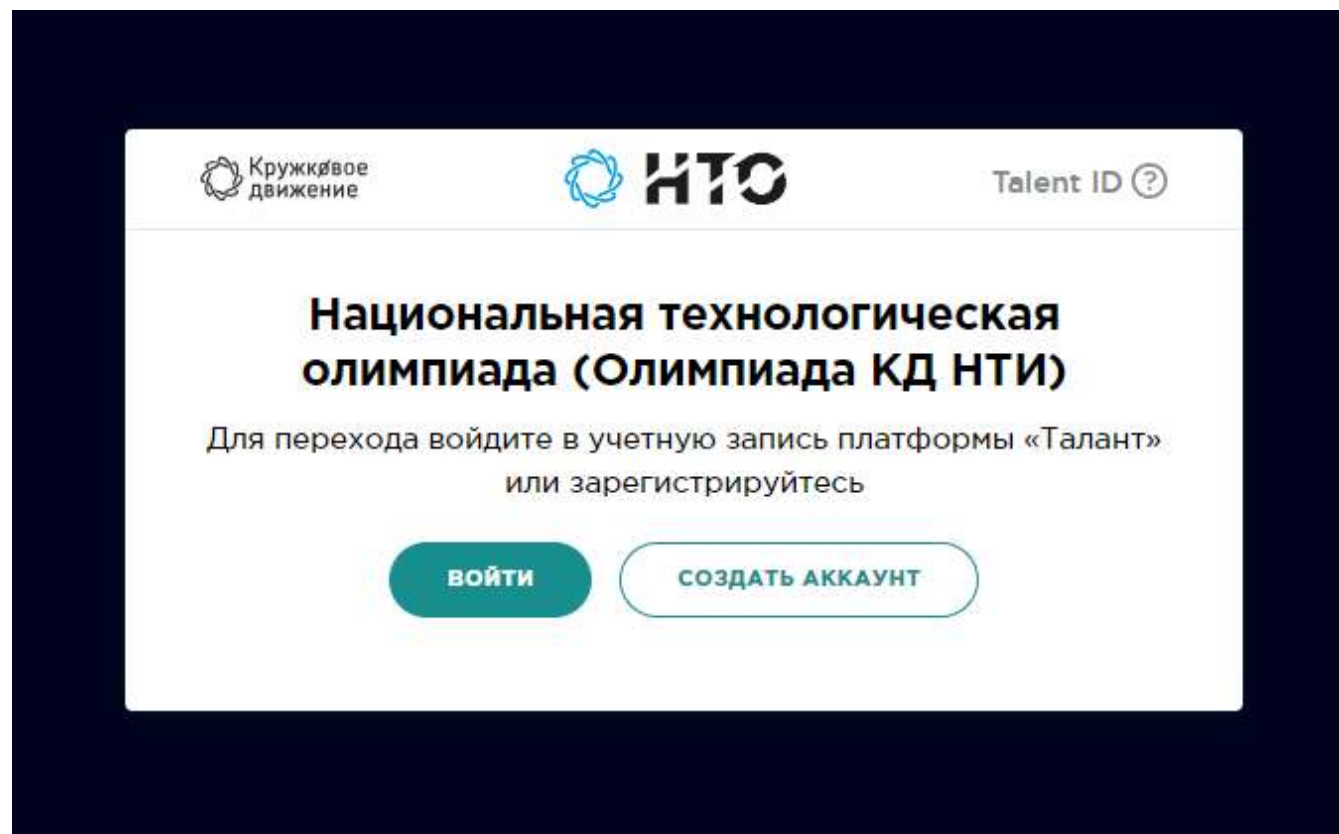 Кружковое
движение
НТО
Talent ID ?
Национальная технологическая
олимпиада (Олимпиада КД НТИ)
Для перехода войдите в учетную запись платформы «Талант»
или зарегистрируйтесь
ВОЙТИ
СОЗДАТЬ АККАУНТ